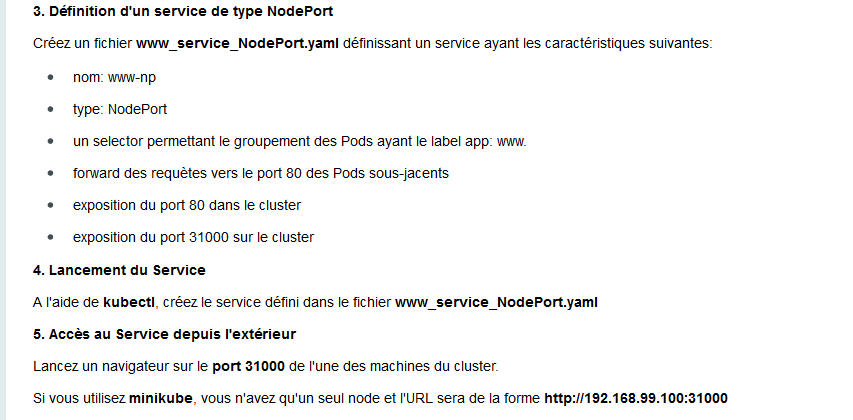 3. Définition d'un service de type NodePort
Créez un fichier www_service_NodePort.yaml définissant un service ayant les caractéristiques suivantes:
• nom: www-np
• type: NodePort
• un selector permettant le groupement des Pods ayant le label app: www.
• forward des requètes vers le port 80 des Pods sous-jacents
• exposition du port 80 dans le cluster
• exposition du port 31000 sur le cluster
4. Lancement du Service
A l'aide de kubectl, créez le service défini dans le fichier www_service_NodePort.yaml
5. Accès au Service depuis l'extérieur
Lancez un navigateur sur le port 31000 de l'une des machines du cluster.
Si vous utilisez minikube, vous n'avez qu'un seul node et l'URL sera de la forme http://192.168.99.100:31000